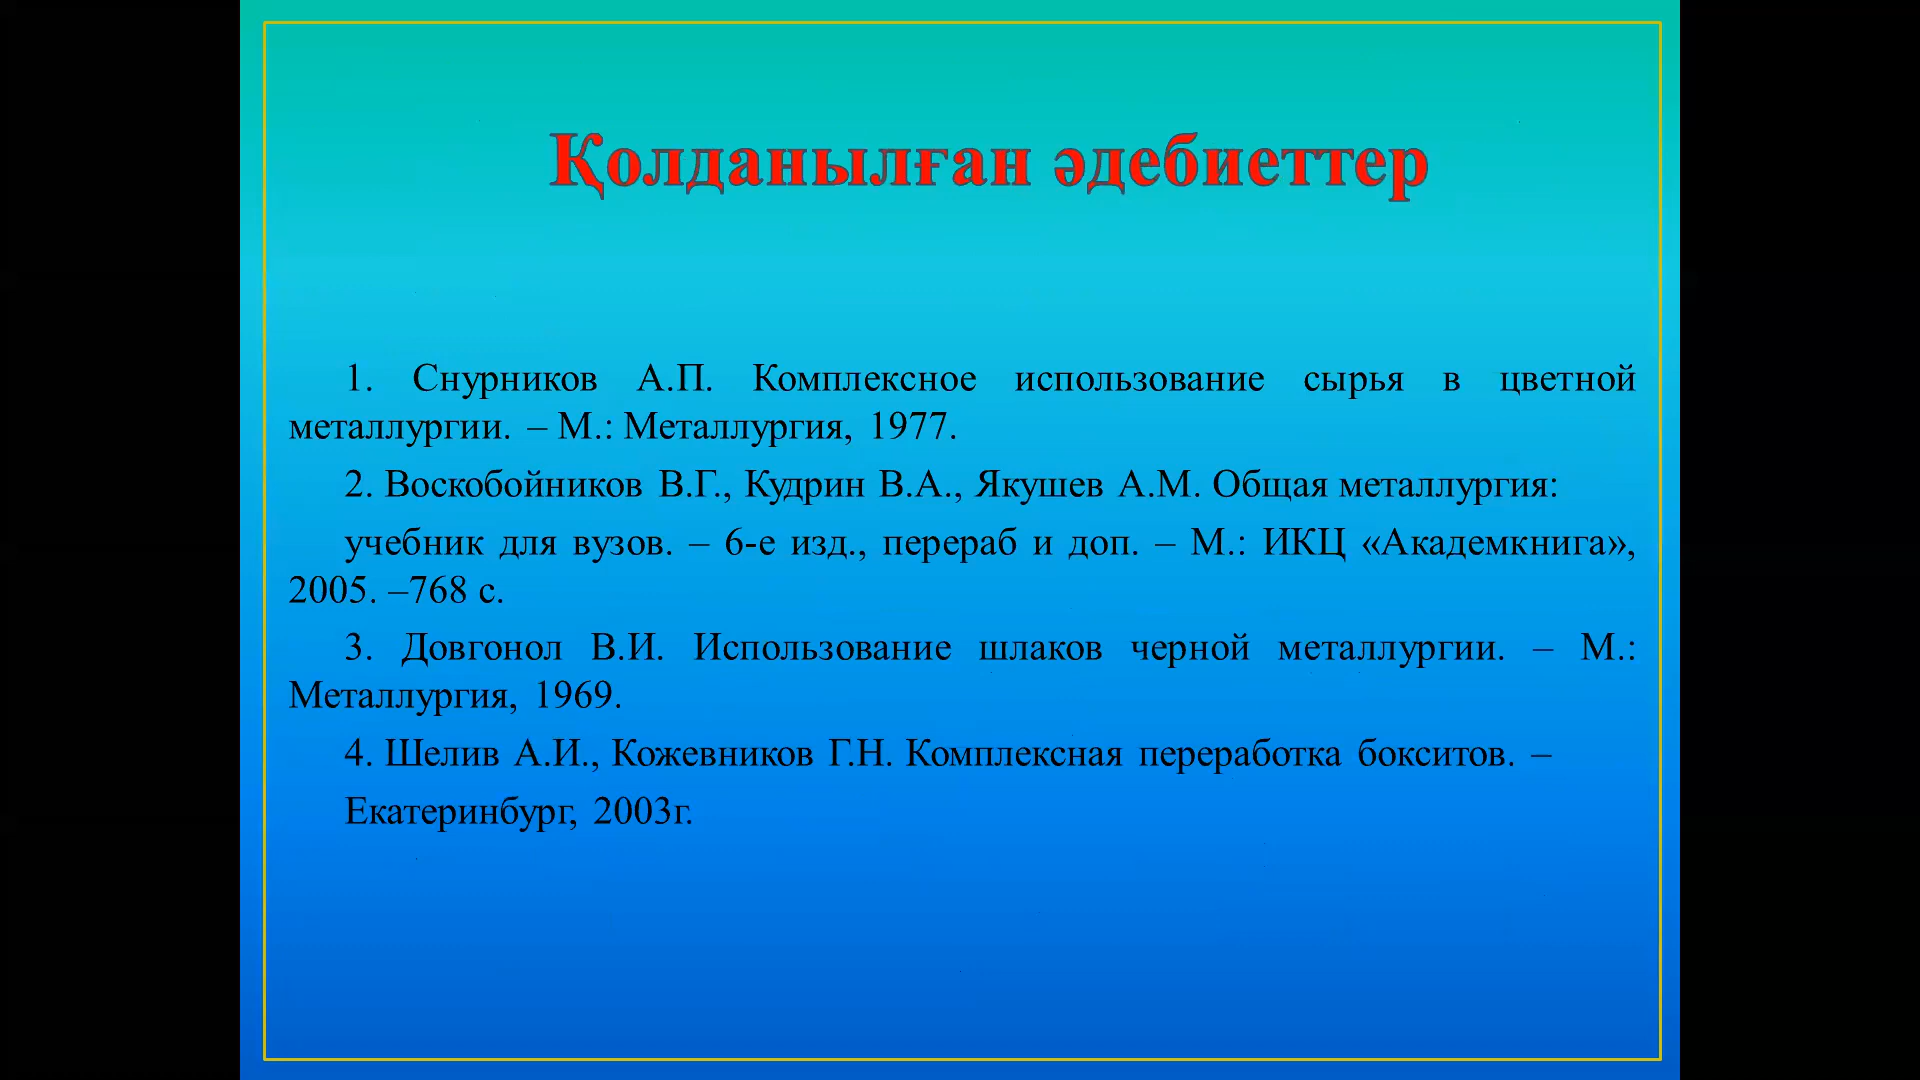 Қолданылған әдебиеттер
1. Снурников А.П. Комплексное использование сырья в цветной
металлургии. – М.: Металлургия, 1977.
2. Воскобойников В.Г., Кудрин В.А., Якушев А.М. Общая металлургия:
учебник для вузов. – 6-е изд., перераб и доп. – М.: ИКЦ «Академкнига»,
2005. –768 с.
3. Довгонол В.И. Использование шлаков черной металлургии. – М.:
Металлургия, 1969.
4. Шелив А.И., Кожевников Г.Н. Комплексная переработка бокситов. –
Екатеринбург, 2003г.